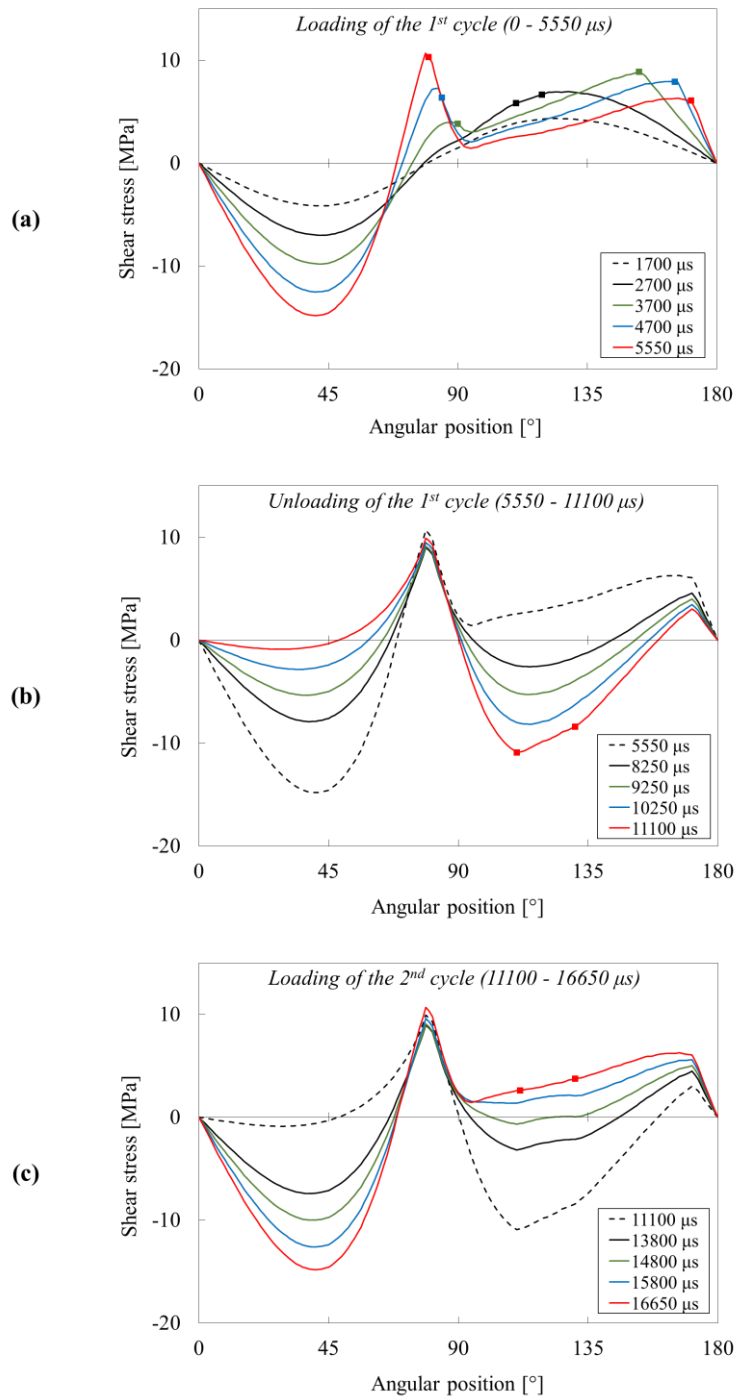 Loading of the 1st cycle (0 - 5550 μs)
10
0
-10
-20
Shear stress [MPa]
(a)
1700 μs
2700 μs
3700 μs
4700 μs
5550 μs
0 45 90 135 180
Angular position [°]
Unloading of the 1st cycle (5550 - 11100 μs)
10
0
-10
-20
Shear stress [MPa]
(b)
5550 μs
8250 μs
9250 μs
10250 μs
11100 μs
0 45 90 135 180
Angular position [°]
Loading of the 2nd cycle (11100 - 16650 μs)
10
0
-10
-20
Shear stress [MPa]
(c)
11100 μs
13800 μs
14800 μs
15800 μs
16650 μs
0 45 90 135 180
Angular position [°]